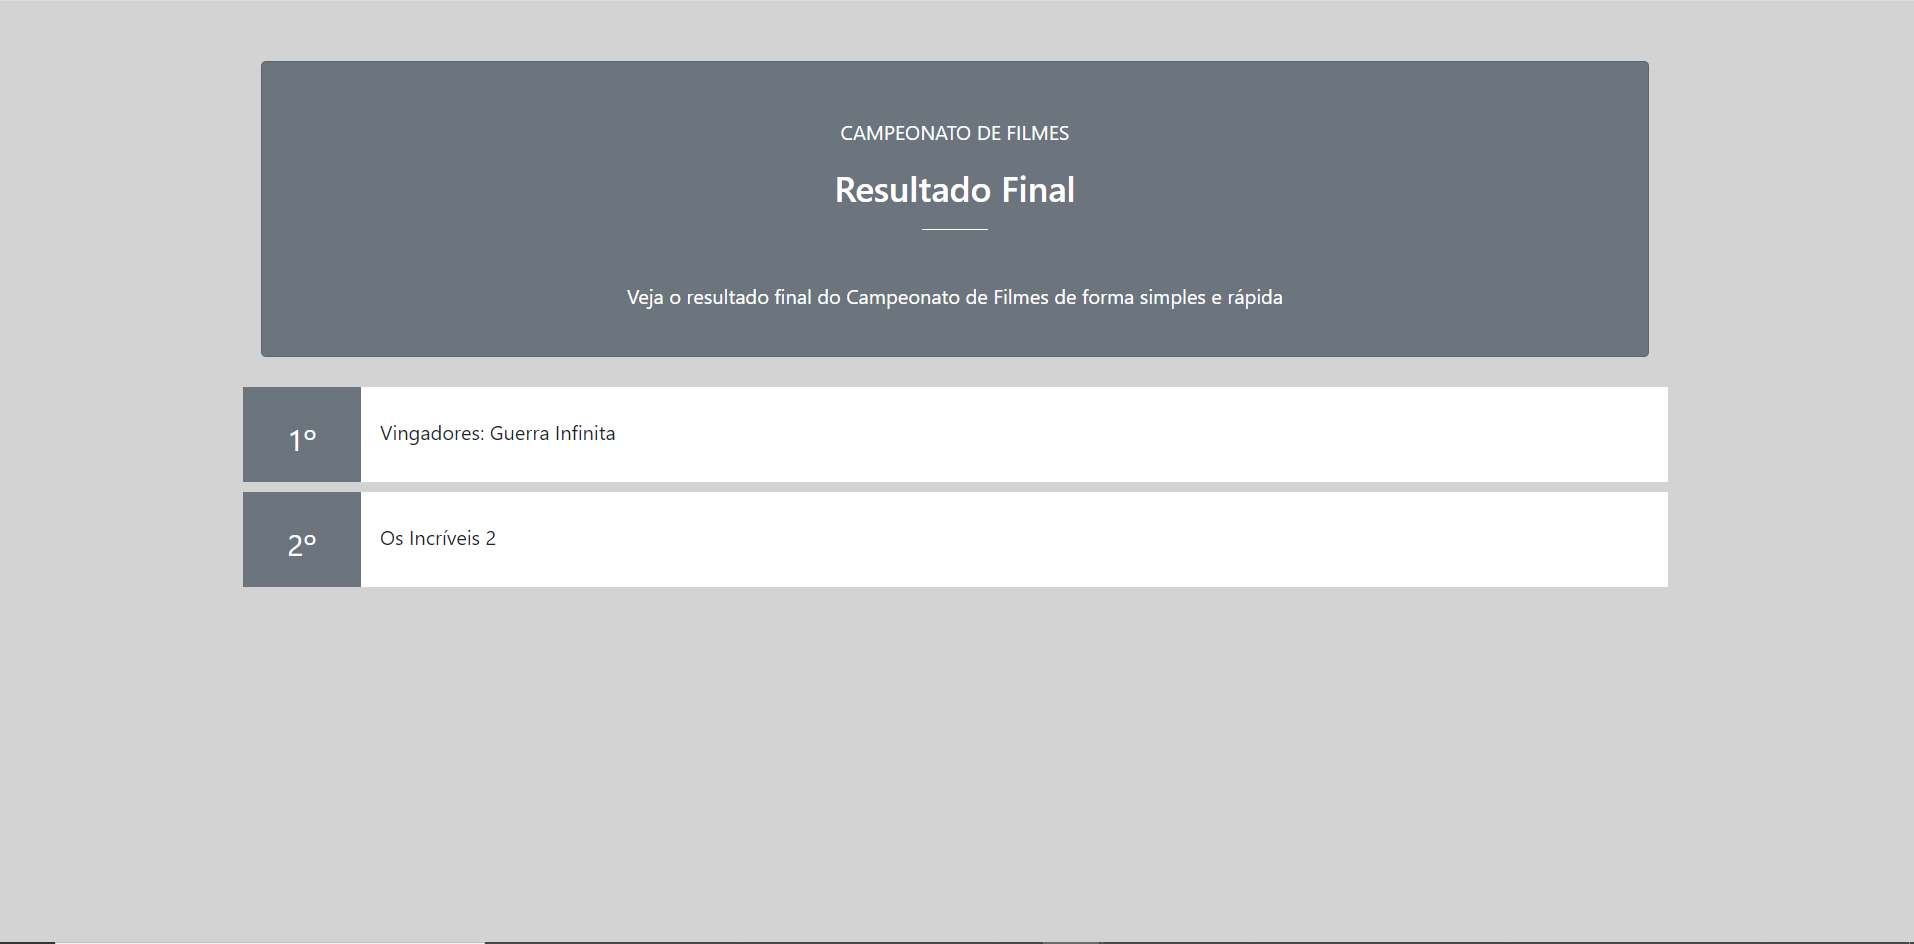 CAMPEONATO DE FILMES
Resultado Final
Veja o resultado final do Campeonato de Filmes de forma simples e rápida
1º
Vingadores: Guerra Infinita
2º
Os Incríveis 2